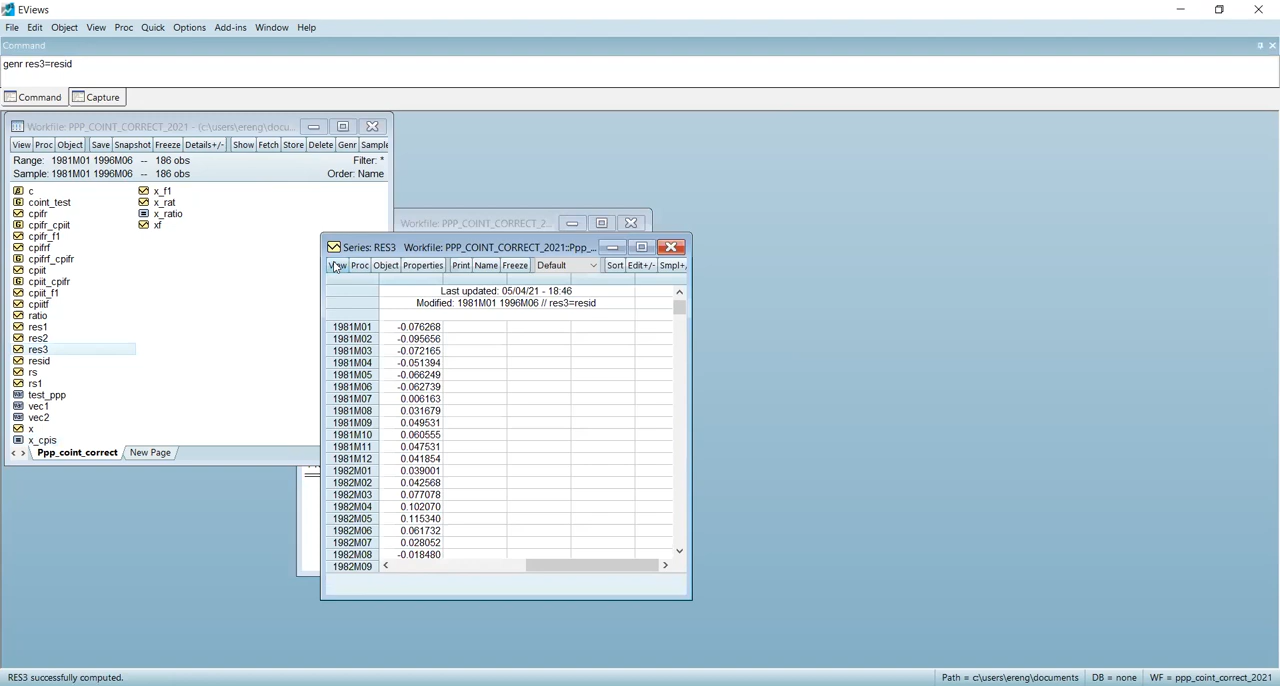 EViews
File Edit Object View Proc Quick Options Add-ins Window Help
Command
genr res3=resid
Command Capture
Workfile: PPP_COINT_CORRECT_2021 - (c:\users\ereng\docu...
View Proc Object Save Snapshot Freeze Details+/- Show Fetch Store Delete Genr Sample
Range: 1981M01 1996M06 -- 186 obs Filter: *
Sample: 1981M01 1996M06 -- 186 obs Order: Name
c
coint_test
cpifr
cpifr_cpiit
cpifr_f1
cpifrf
cpifrf_cpifr
cpiit
cpiit_cpifr
cpiit_f1
cpiitf
ratio
res1
res2
res3
resid
rs
rs1
test_ppp
vec1
vec2
x
x_cpis
x_f1
x_rat
x_ratio
xf
Ppp_coint_correct New Page
Workfile: PPP_COINT_CORRECT_2...
Series: RES3 Workfile: PPP_COINT_CORRECT_2021::Ppp_...
View Proc Object Properties Print Name Freeze Default Sort Edit+/- Smpl+/
Last updated: 05/04/21 - 18:46
Modified: 1981M01 1996M06 // res3=resid
1981M01 -0.076268
1981M02 -0.095656
1981M03 -0.072165
1981M04 -0.051394
1981M05 -0.066249
1981M06 -0.062739
1981M07 0.006163
1981M08 0.031679
1981M09 0.049531
1981M10 0.060555
1981M11 0.047531
1981M12 0.041854
1982M01 0.039001
1982M02 0.042568
1982M03 0.077078
1982M04 0.102070
1982M05 0.115340
1982M06 0.061732
1982M07 0.028052
1982M08 -0.018480
1982M09
RES3 successfully computed. Path = c:\users\ereng\documents DB = none WF = ppp_coint_correct_2021